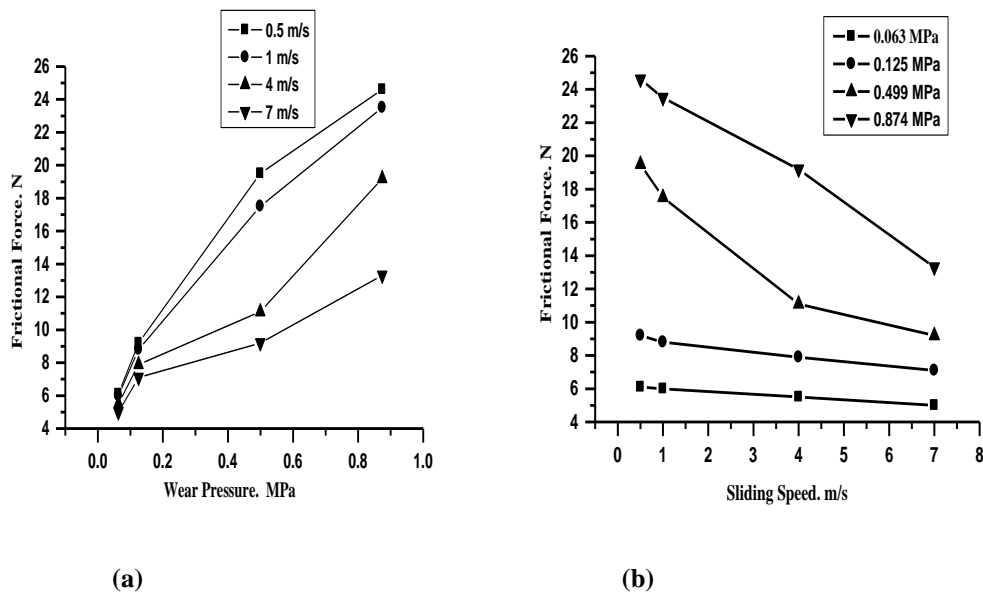 0.5 m/s
1 m/s
4 m/s
7 m/s
26
24
22
20
18
16
14
12
10
8
6
4
Frictional Force. N
0.0 0.2 0.4 0.6 0.8 1.0
Wear Pressure. MPa
(a)
0.063 MPa
0.125 MPa
0.499 MPa
0.874 MPa
26
24
22
20
18
16
14
12
10
8
6
4
Frictional Force. N
0 1 2 3 4 5 6 7 8
Sliding Speed. m/s
(b)